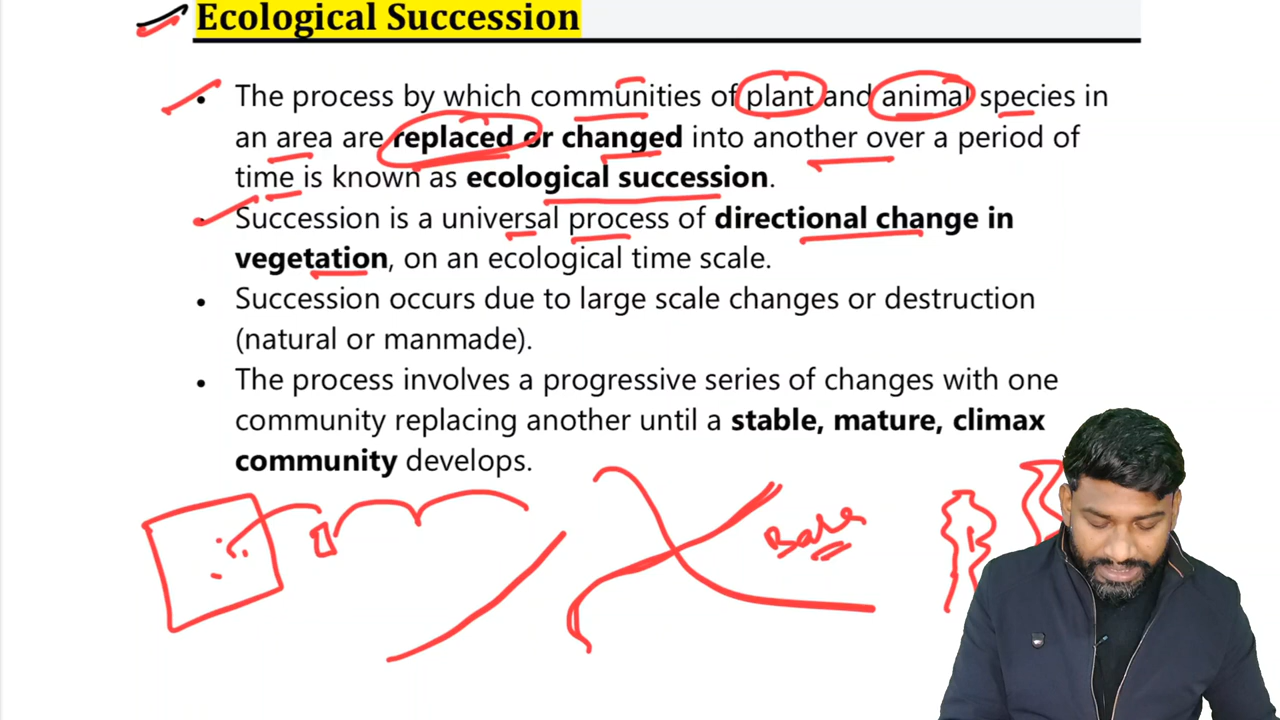 Ecological Succession
• The process by which communities of plant and animal species in
an area are replaced or changed into another over a period of
time is known as ecological succession.
• Succession is a universal process of directional change in
vegetation, on an ecological time scale.
• Succession occurs due to large scale changes or destruction
(natural or manmade).
• The process involves a progressive series of changes with one
community replacing another until a stable, mature, climax
community develops.